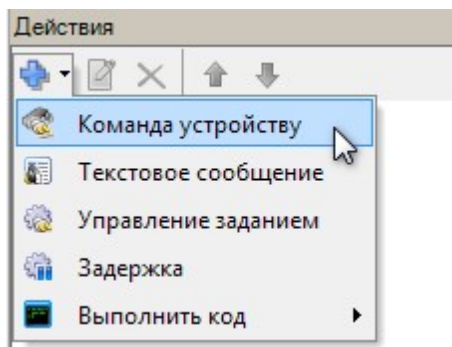 Действия
Команда устройству
Текстовое сообщение
Управление заданием
Задержка
Выполнить код